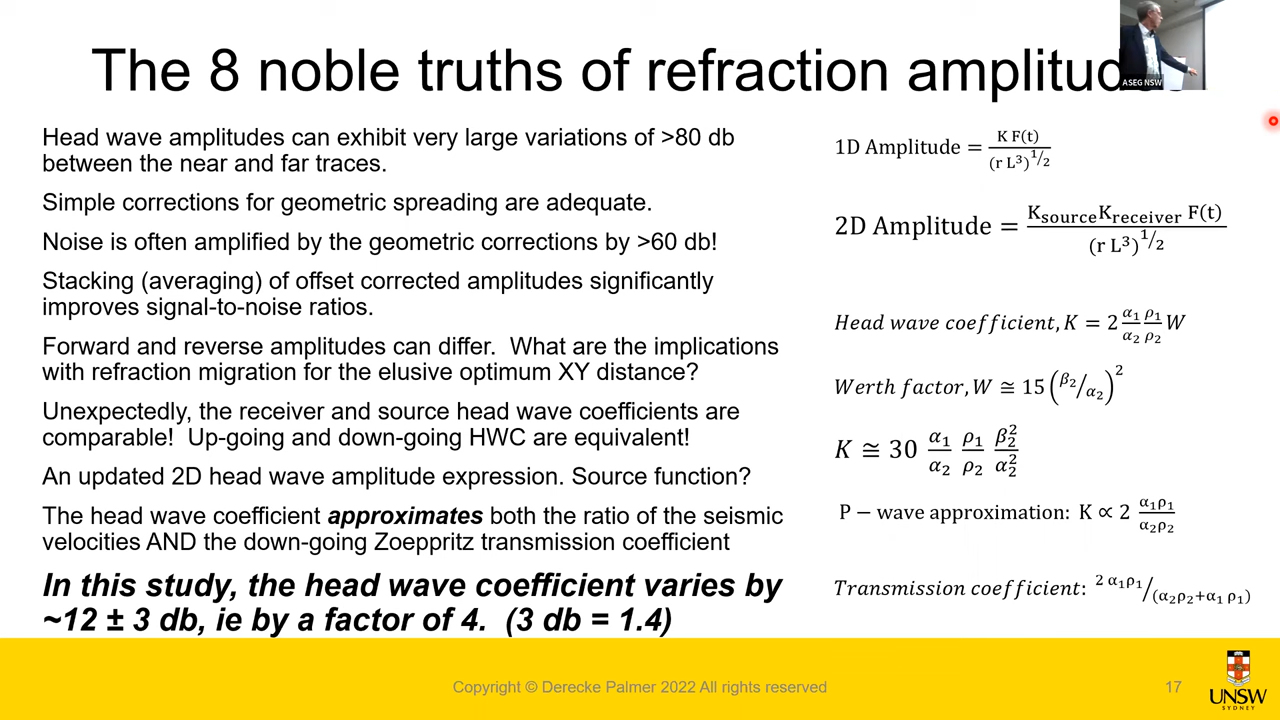 The 8 noble truths of refraction amplitud
ASEG NSW
Head wave amplitudes can exhibit very large variations of >80 db
between the near and far traces.
Simple corrections for geometric spreading are adequate.
Noise is often amplified by the geometric corrections by >60 db!
Stacking (averaging) of offset corrected amplitudes significantly
improves signal-to-noise ratios.
Forward and reverse amplitudes can differ.  What are the implications
with refraction migration for the elusive optimum XY distance?
Unexpectedly, the receiver and source head wave coefficients are
comparable!  Up-going and down-going HWC are equivalent!
An updated 2D head wave amplitude expression. Source function?
The head wave coefficient approximates both the ratio of the seismic
velocities AND the down-going Zoeppritz transmission coefficient
In this study, the head wave coefficient varies by
~12 ± 3 db, ie by a factor of 4.  (3 db = 1.4)
1D Amplitude = K F(t) / (r L³)^1/2
2D Amplitude = K_source K_receiver F(t) / (r L³)^1/2
Head wave coefficient, K = 2 α₁/α₂ ρ₁/ρ₂ W
Werth factor, W ≅ 15 (β₂/α₂)²
K ≅ 30 α₁/α₂ ρ₁/ρ₂ β₂²/α₂²
P − wave approximation: K ∝ 2 α₁ρ₁/α₂ρ₂
Transmission coefficient: 2 α₁ρ₁/(α₂ρ₂+α₁ ρ₁)
Copyright © Derecke Palmer 2022 All rights reserved
17
UNSW
SYDNEY